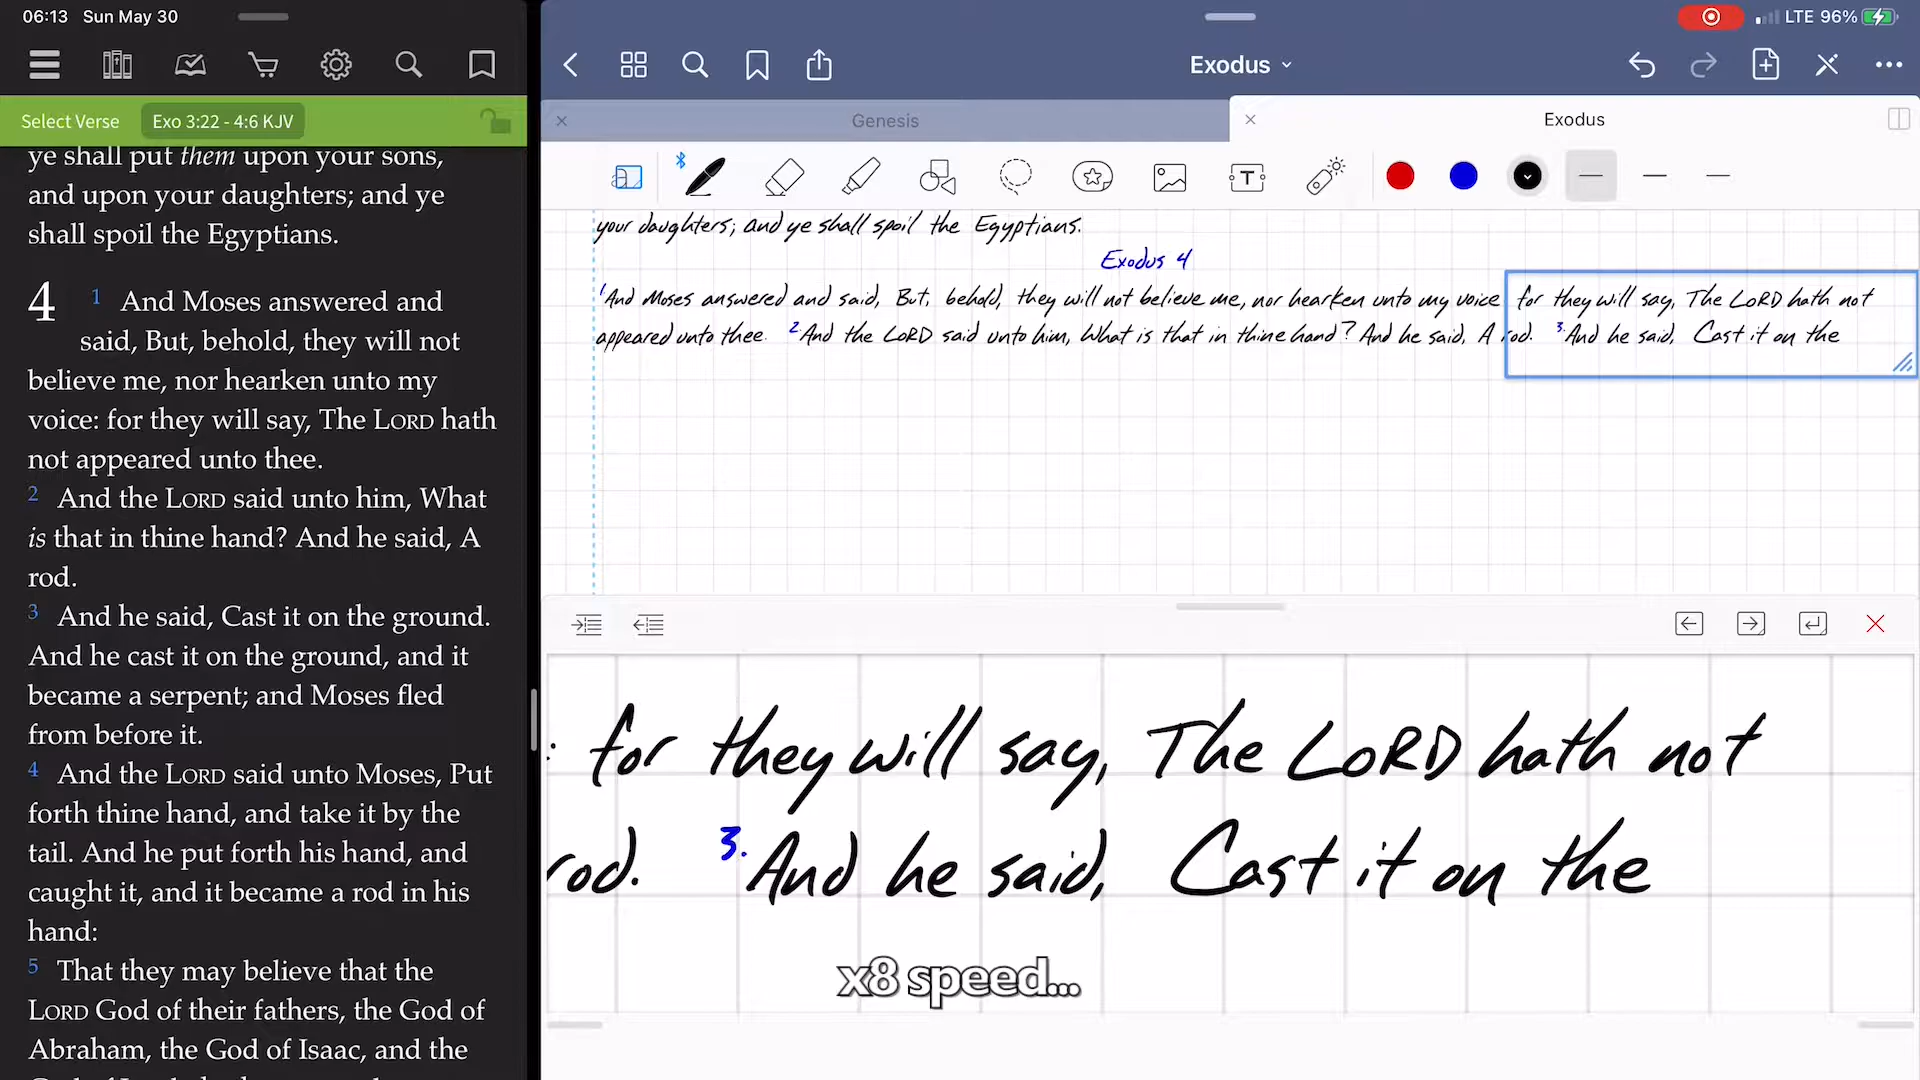 06:13 Sun May 30
LTE 96%
Exodus
Select Verse Exo 3:22 - 4:6 KJV
Genesis
Exodus
ye shall put them upon your sons,
and upon your daughters; and ye
shall spoil the Egyptians.
4 1 And Moses answered and
said, But, behold, they will not
believe me, nor hearken unto my
voice: for they will say, The LORD hath
not appeared unto thee.
2 And the LORD said unto him, What
is that in thine hand? And he said, A
rod.
3 And he said, Cast it on the ground.
And he cast it on the ground, and it
became a serpent; and Moses fled
from before it.
4 And the LORD said unto Moses, Put
forth thine hand, and take it by the
tail. And he put forth his hand, and
caught it, and it became a rod in his
hand:
5 That they may believe that the
LORD God of their fathers, the God of
Abraham, the God of Isaac, and the
T
your daughters; and ye shall spoil the Egyptians.
Exodus 4
1 And Moses answered and said, But, behold, they will not believe me, nor hearken unto my voice for they will say, The LORD hath not
appeared unto thee. 2. And the LORD said unto him, What is that in thine hand? And he said, A rod. 3. And he said, Cast it on the
: for they will say, The LORD hath not
rod. 3. And he said, Cast it on the
x8 speed...